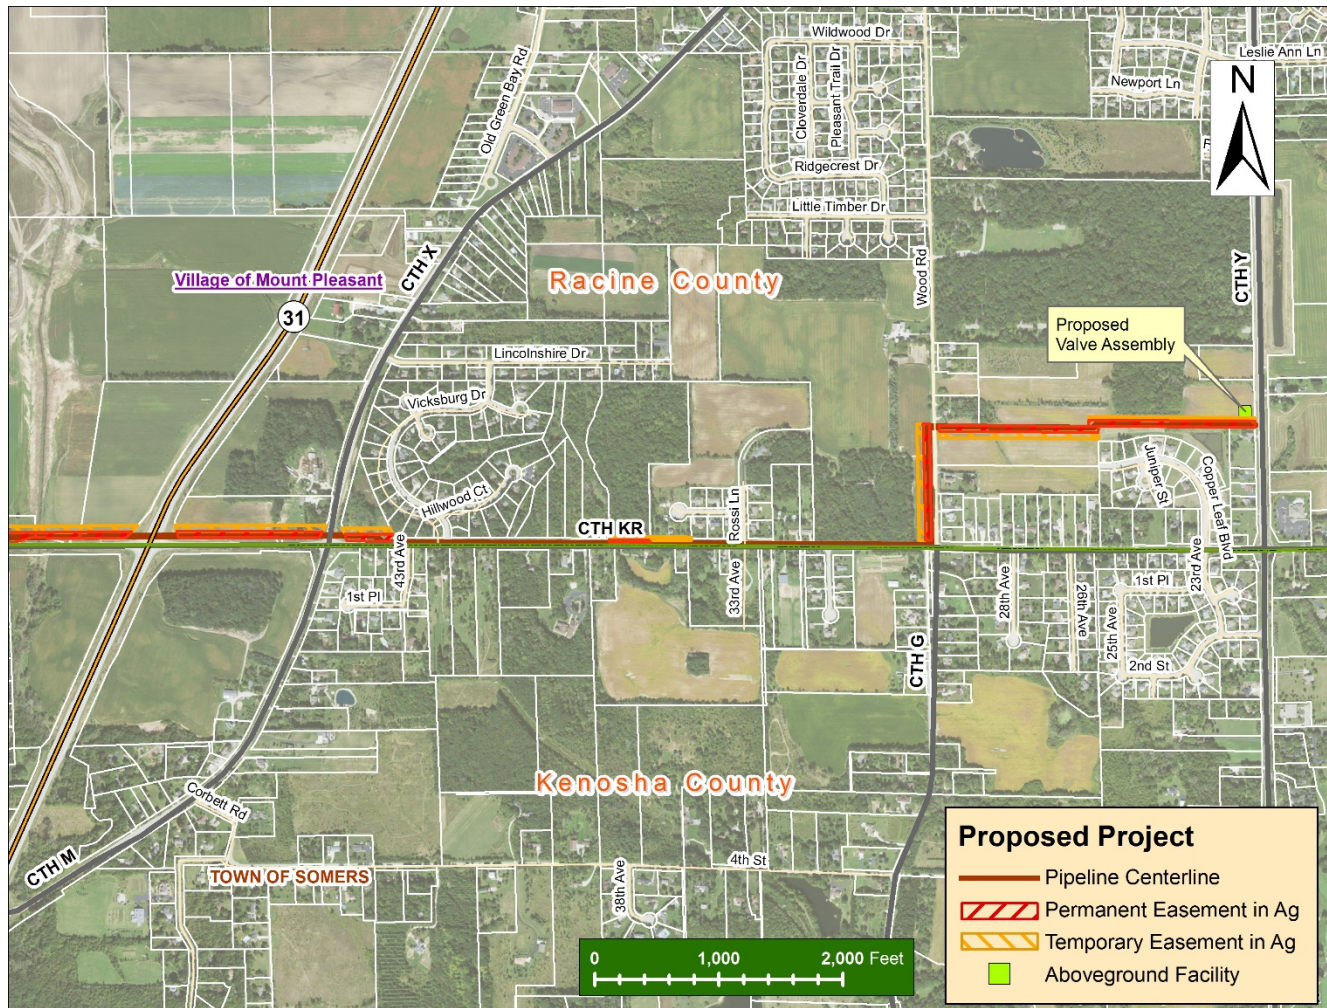 Wildwood Dr
Leslie Ann Ln
Newport Ln
Old Green Bay Rd
Cloverdale Dr
Pleasant Trail Dr
N
Ridgecrest Dr
Little Timber Dr
CTH X
Wood Rd
CTH Y
Village of Mount Pleasant
Racine County
31
Proposed
Valve Assembly
Lincolnshire Dr
Vicksburg Dr
Juniper St
Copper Leaf Blvd
Hillwood Ct
Rossi Ln
CTH KR
43rd Ave
33rd Ave
1st Pl
28th Ave
26th Ave
1st Pl
23rd Ave
25th Ave
2nd St
CTH G
Kenosha County
Corbett Rd
CTH M
TOWN OF SOMERS
4th St
38th Ave
0 1,000 2,000 Feet
Proposed Project
Pipeline Centerline
Permanent Easement in Ag
Temporary Easement in Ag
Aboveground Facility